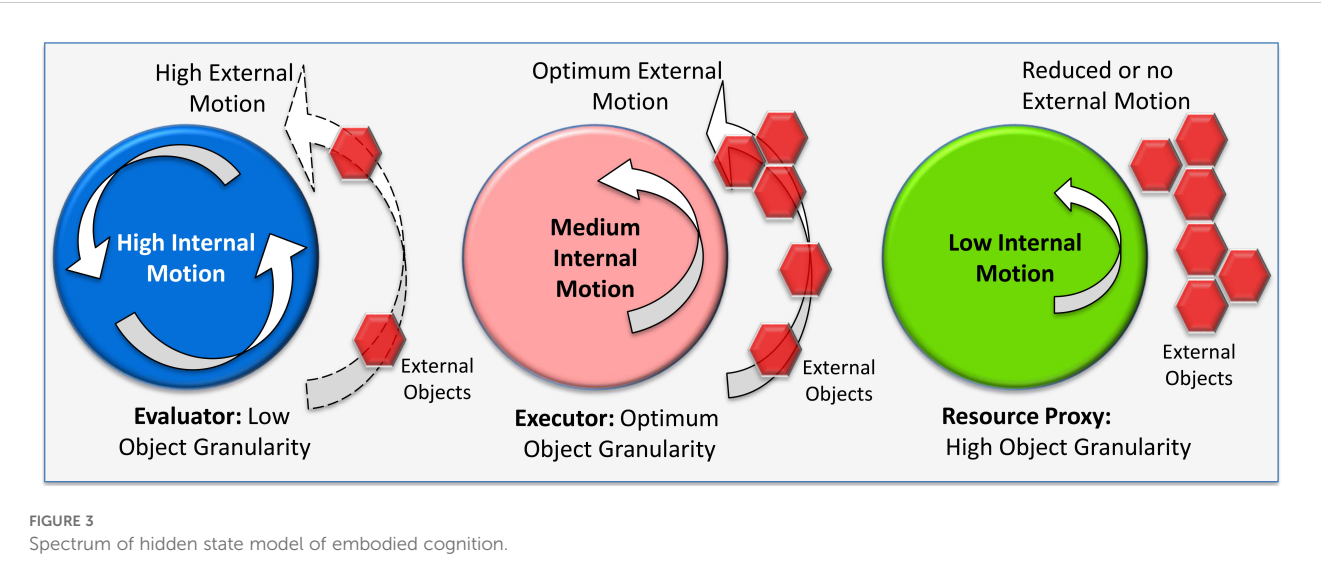 High External
Motion
High Internal
Motion
External
Objects
Evaluator: Low
Object Granularity
Optimum External
Motion
Medium
Internal
Motion
External
Objects
Executor: Optimum
Object Granularity
Reduced or no
External Motion
Low Internal
Motion
External
Objects
Resource Proxy:
High Object Granularity
FIGURE 3
Spectrum of hidden state model of embodied cognition.